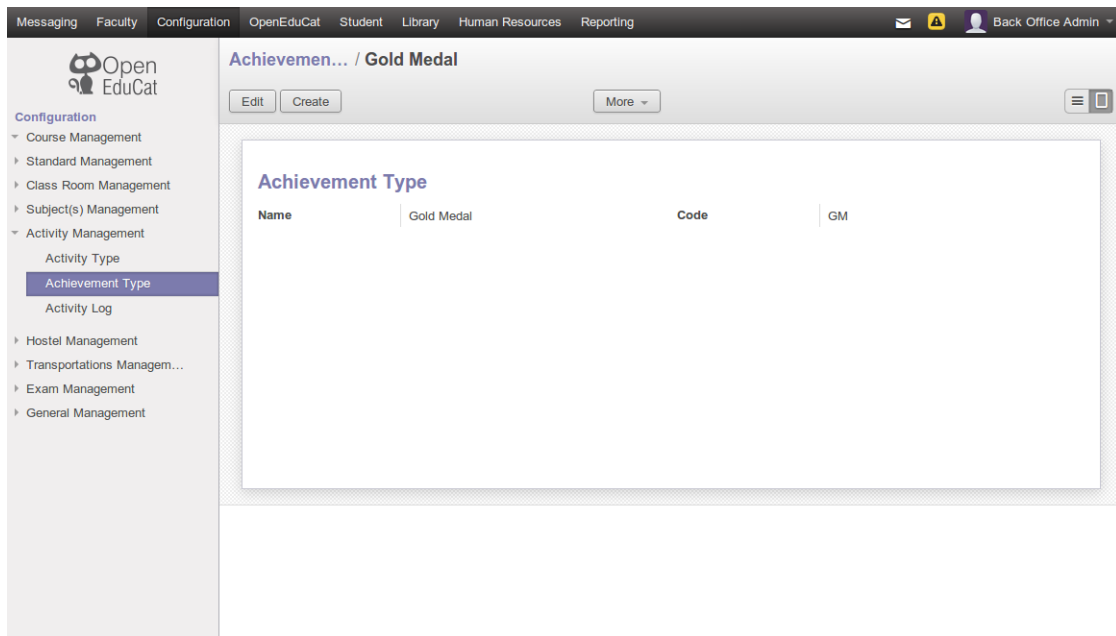 Messaging Faculty Configuration OpenEduCat Student Library Human Resources Reporting Back Office Admin
Open
EduCat
Configuration
Course Management
Standard Management
Class Room Management
Subject(s) Management
Activity Management
Activity Type
Achievement Type
Activity Log
Hostel Management
Transportations Managem…
Exam Management
General Management
Achievemen… / Gold Medal
Edit Create More
Achievement Type
Name Gold Medal Code GM